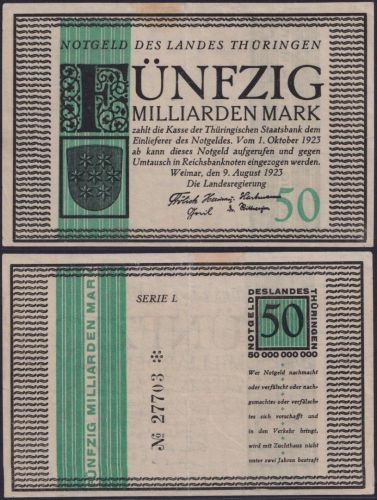 NOTGELD DES LANDES THÜRINGEN
FÜNFZIG
MILLIARDEN MARK
zahlt die Kasse der Thüringischen Staatsbank dem
Einlieferer des Notgeldes. Vom 1. Oktober 1923
ab kann dieses Notgeld aufgerufen und gegen
Umtausch in Reichsbanknoten eingezogen werden.
Weimar, den 9. August 1923
Die Landesregierung
Frölich Hartmann
50
FÜNFZIG MILLIARDEN MARK
SERIE L
№ 27703
NOTGELD
DES LANDES
THÜRINGEN
50
50 000 000 000
Wer Notgeld nachmacht
oder verfälscht oder nach-
gemachtes oder verfälsch-
tes sich verschafft und
in den Verkehr bringt,
wird mit Zuchthaus nicht
unter zwei Jahren bestraft